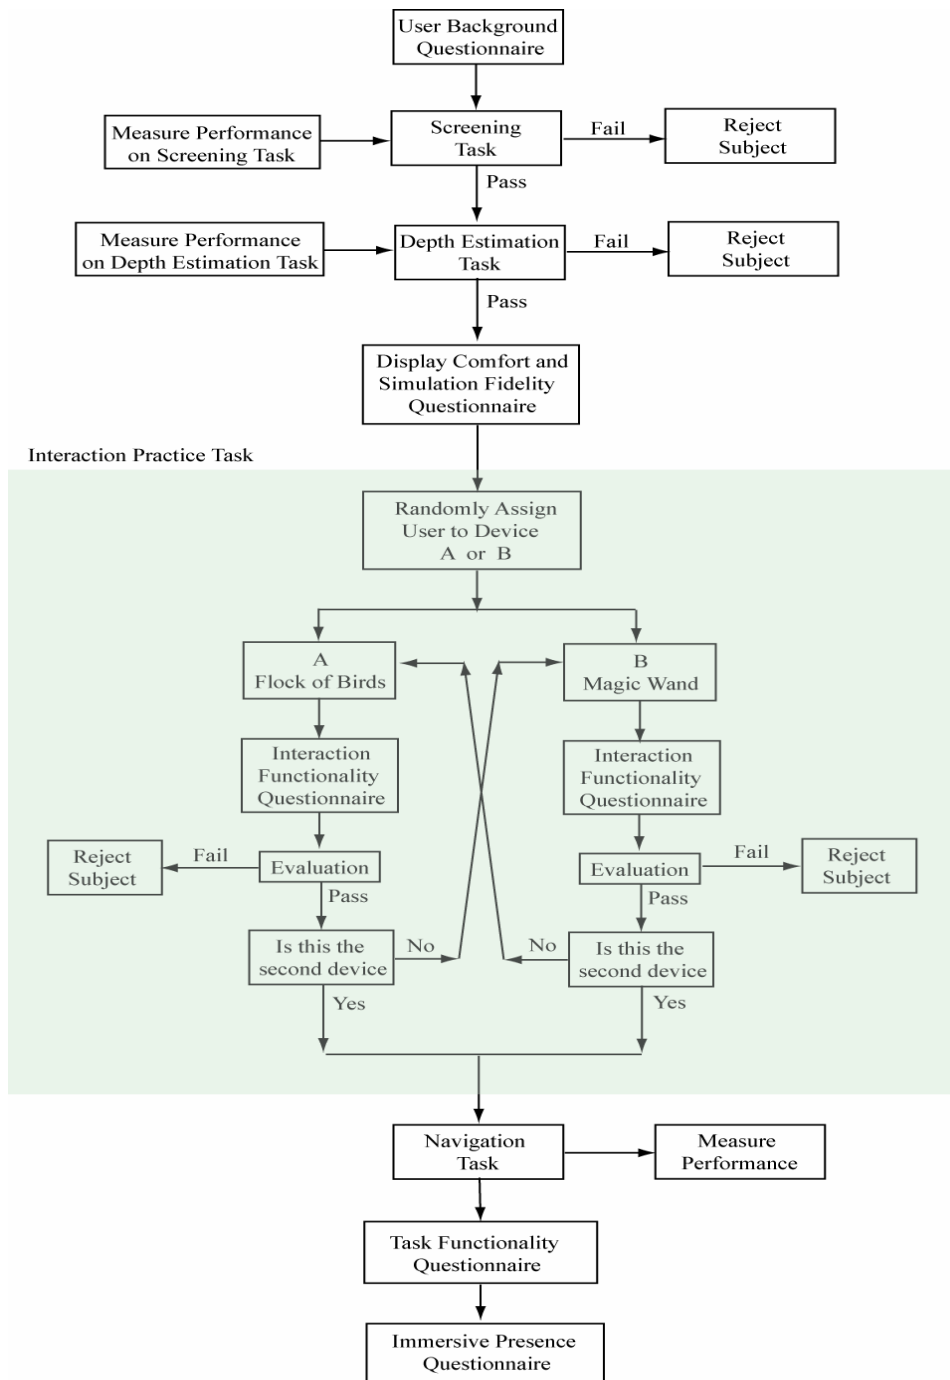 User Background
Questionnaire
Measure Performance
on Screening Task
Screening
Task
Fail
Reject
Subject
Pass
Measure Performance
on Depth Estimation Task
Depth Estimation
Task
Fail
Reject
Subject
Pass
Display Comfort and
Simulation Fidelity
Questionnaire
Interaction Practice Task
Randomly Assign
User to Device
A or B
A
Flock of Birds
B
Magic Wand
Interaction
Functionality
Questionnaire
Interaction
Functionality
Questionnaire
Reject
Subject
Fail
Evaluation
Evaluation
Fail
Reject
Subject
Pass
Pass
Is this the
second device
No
No
Is this the
second device
Yes
Yes
Navigation
Task
Measure
Performance
Task Functionality
Questionnaire
Immersive Presence
Questionnaire